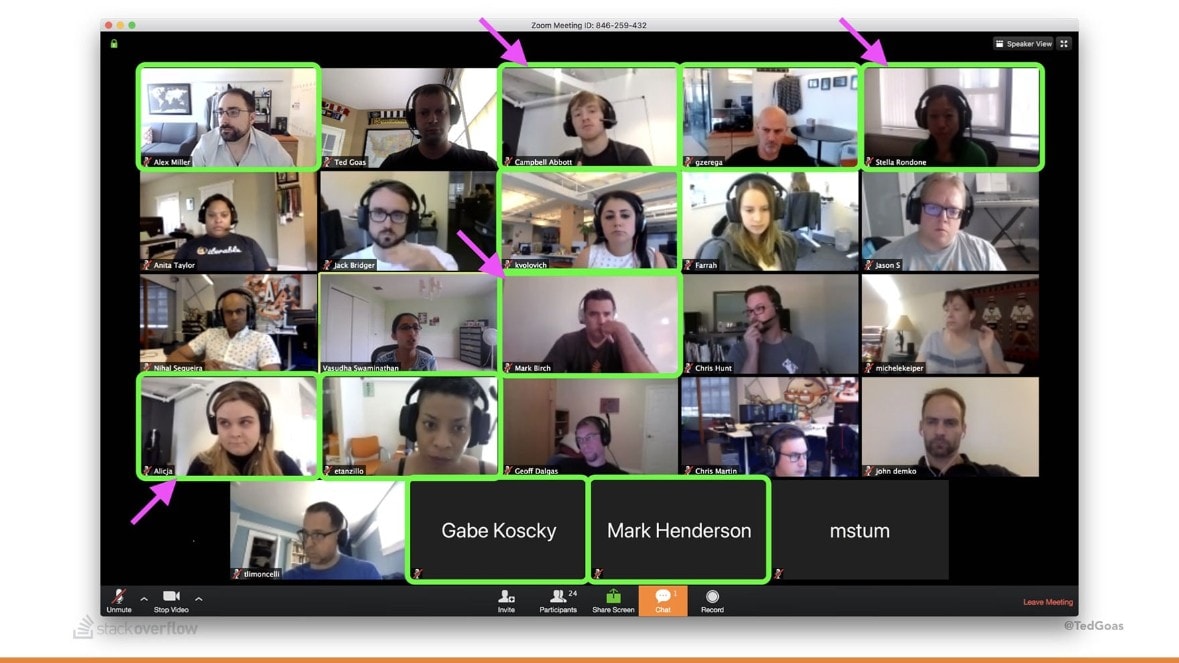 Zoom Meeting ID: 846-259-432
Speaker View
Alex Miller
Ted Goas
Campbell Abbott
gzerega
Stella Rondone
Anita Taylor
Jack Bridger
kvolovich
Farrah
Jason S
Nihal Segueira
Vasudha Swaminathan
Mark Birch
Chris Hunt
michelekeiper
Alicja
etanzillo
Geoff Dalgas
Chris Martin
john demko
tlimoncelli
Gabe Koscky
Mark Henderson
mstum
Unmute
Stop Video
Invite
Participants 24
Share Screen
Chat 1
Record
Leave Meeting
stackoverflow
@TedGoas